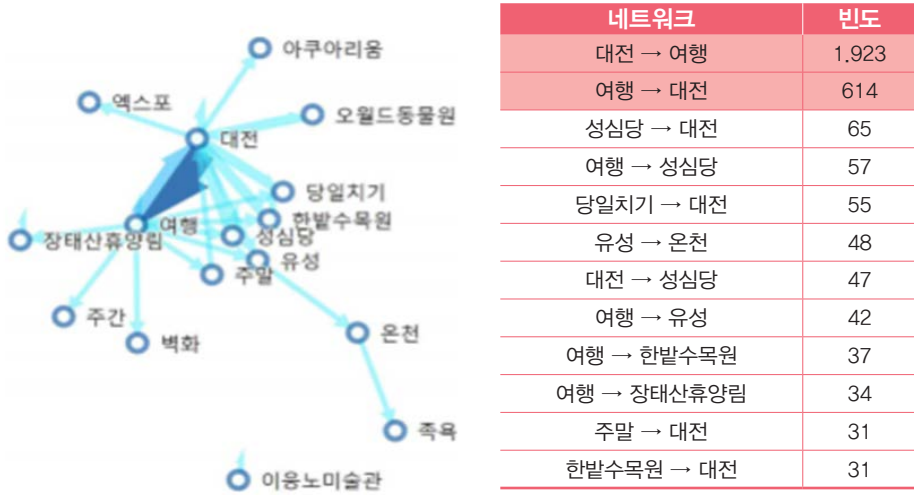 아쿠아리움
엑스포
오월드동물원
대전
당일치기
여행
한밭수목원
장태산휴양림
성심당
유성
주말
주간
온천
벽화
족욕
이응노미술관
네트워크 빈도
대전 → 여행 1,923
여행 → 대전 614
성심당 → 대전 65
여행 → 성심당 57
당일치기 → 대전 55
유성 → 온천 48
대전 → 성심당 47
여행 → 유성 42
여행 → 한밭수목원 37
여행 → 장태산휴양림 34
주말 → 대전 31
한밭수목원 → 대전 31